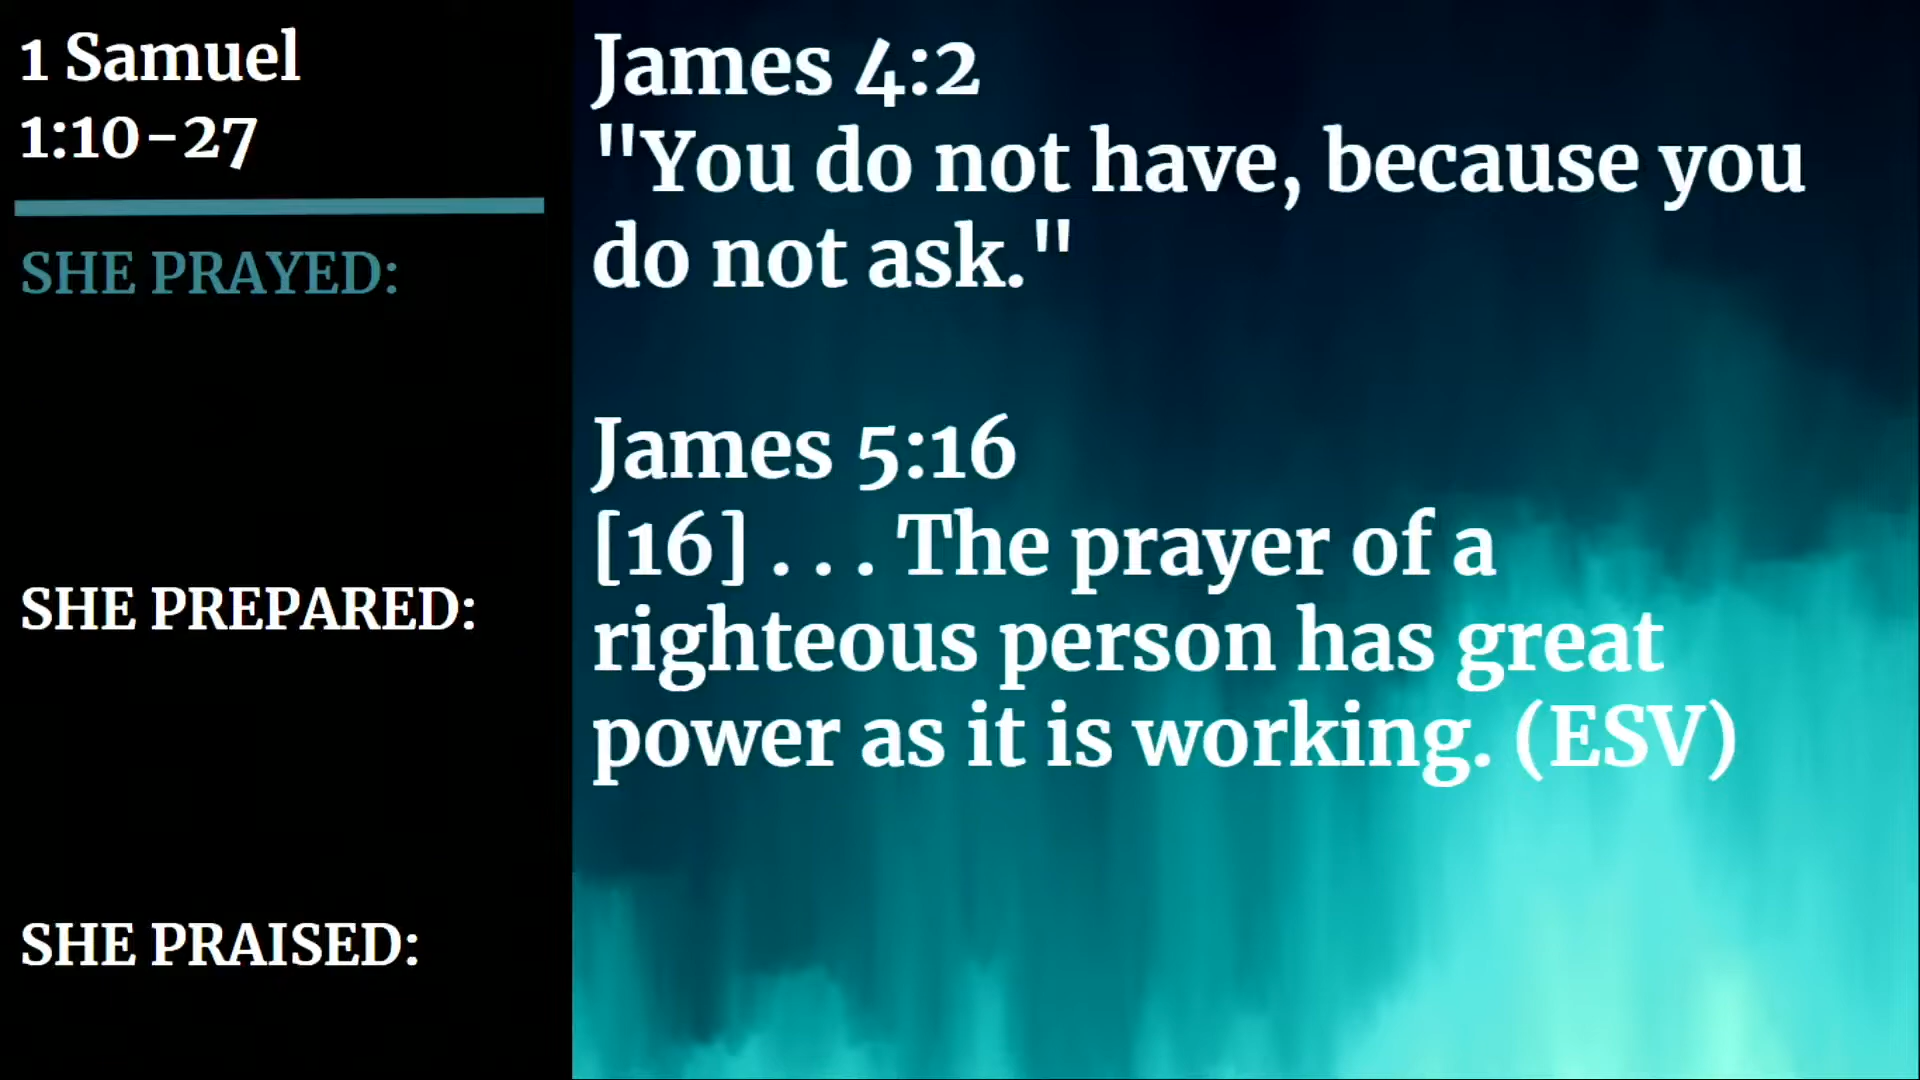 1 Samuel
1:10-27
SHE PRAYED:
SHE PREPARED:
SHE PRAISED:
James 4:2
"You do not have, because you
do not ask."
James 5:16
[16] . . . The prayer of a
righteous person has great
power as it is working. (ESV)